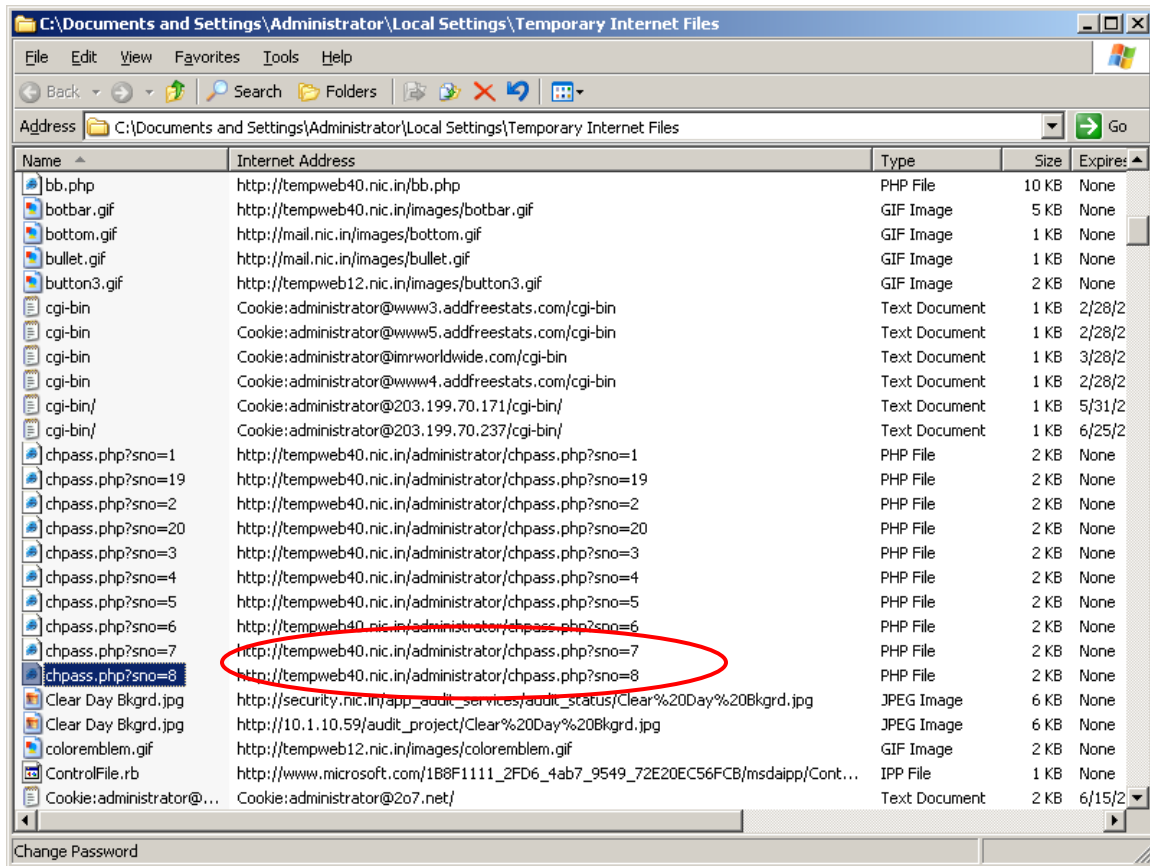 C:\Documents and Settings\Administrator\Local Settings\Temporary Internet Files
File Edit View Favorites Tools Help
Back Search Folders
Address C:\Documents and Settings\Administrator\Local Settings\Temporary Internet Files Go
Name Internet Address Type Size Expires
bb.php http://tempweb40.nic.in/bb.php PHP File 10 KB None
botbar.gif http://tempweb40.nic.in/images/botbar.gif GIF Image 5 KB None
bottom.gif http://mail.nic.in/images/bottom.gif GIF Image 1 KB None
bullet.gif http://mail.nic.in/images/bullet.gif GIF Image 1 KB None
button3.gif http://tempweb12.nic.in/images/button3.gif GIF Image 2 KB None
cgi-bin Cookie:administrator@www3.addfreestats.com/cgi-bin Text Document 1 KB 2/28/2
cgi-bin Cookie:administrator@www5.addfreestats.com/cgi-bin Text Document 1 KB 2/28/2
cgi-bin Cookie:administrator@imrworldwide.com/cgi-bin Text Document 1 KB 3/28/2
cgi-bin Cookie:administrator@www4.addfreestats.com/cgi-bin Text Document 1 KB 2/28/2
cgi-bin/ Cookie:administrator@203.199.70.171/cgi-bin/ Text Document 1 KB 5/31/2
cgi-bin/ Cookie:administrator@203.199.70.237/cgi-bin/ Text Document 1 KB 6/25/2
chpass.php?sno=1 http://tempweb40.nic.in/administrator/chpass.php?sno=1 PHP File 2 KB None
chpass.php?sno=19 http://tempweb40.nic.in/administrator/chpass.php?sno=19 PHP File 2 KB None
chpass.php?sno=2 http://tempweb40.nic.in/administrator/chpass.php?sno=2 PHP File 2 KB None
chpass.php?sno=20 http://tempweb40.nic.in/administrator/chpass.php?sno=20 PHP File 2 KB None
chpass.php?sno=3 http://tempweb40.nic.in/administrator/chpass.php?sno=3 PHP File 2 KB None
chpass.php?sno=4 http://tempweb40.nic.in/administrator/chpass.php?sno=4 PHP File 2 KB None
chpass.php?sno=5 http://tempweb40.nic.in/administrator/chpass.php?sno=5 PHP File 2 KB None
chpass.php?sno=6 http://tempweb40.nic.in/administrator/chpass.php?sno=6 PHP File 2 KB None
chpass.php?sno=7 http://tempweb40.nic.in/administrator/chpass.php?sno=7 PHP File 2 KB None
chpass.php?sno=8 http://tempweb40.nic.in/administrator/chpass.php?sno=8 PHP File 2 KB None
Clear Day Bkgrd.jpg http://security.nic.in/app_audit_services/audit_status/Clear%20Day%20Bkgrd.jpg JPEG Image 6 KB None
Clear Day Bkgrd.jpg http://10.1.10.59/audit_project/Clear%20Day%20Bkgrd.jpg JPEG Image 6 KB None
coloremblem.gif http://tempweb12.nic.in/images/coloremblem.gif GIF Image 2 KB None
ControlFile.rb http://www.microsoft.com/1B8F1111_2FD6_4ab7_9549_72E20EC56FCB/msdaipp/Cont... IPP File 1 KB None
Cookie:administrator@... Cookie:administrator@2o7.net/ Text Document 2 KB 6/15/2
Change Password